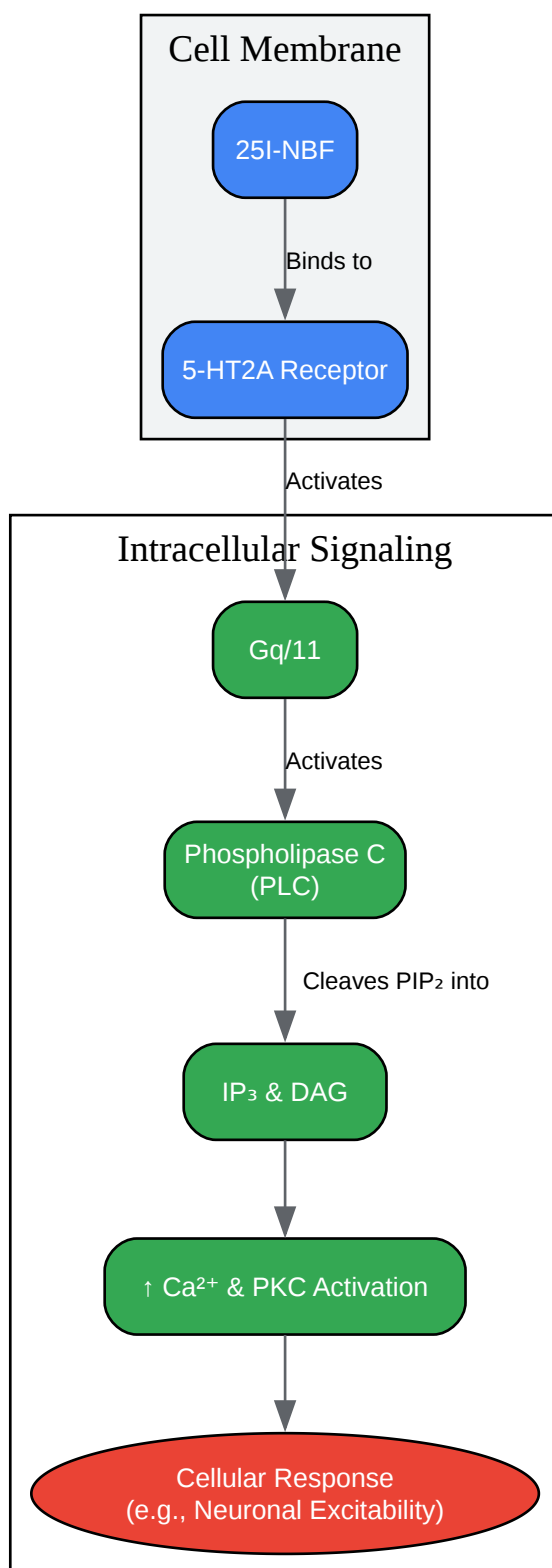 Cell Membrane
25I-NBF
Binds to
5-HT2A Receptor
Activates
Intracellular Signaling
Gq/11
Activates
Phospholipase C
(PLC)
Cleaves PIP₂ into
IP₃ & DAG
↑ Ca²⁺ & PKC Activation
Cellular Response
(e.g., Neuronal Excitability)